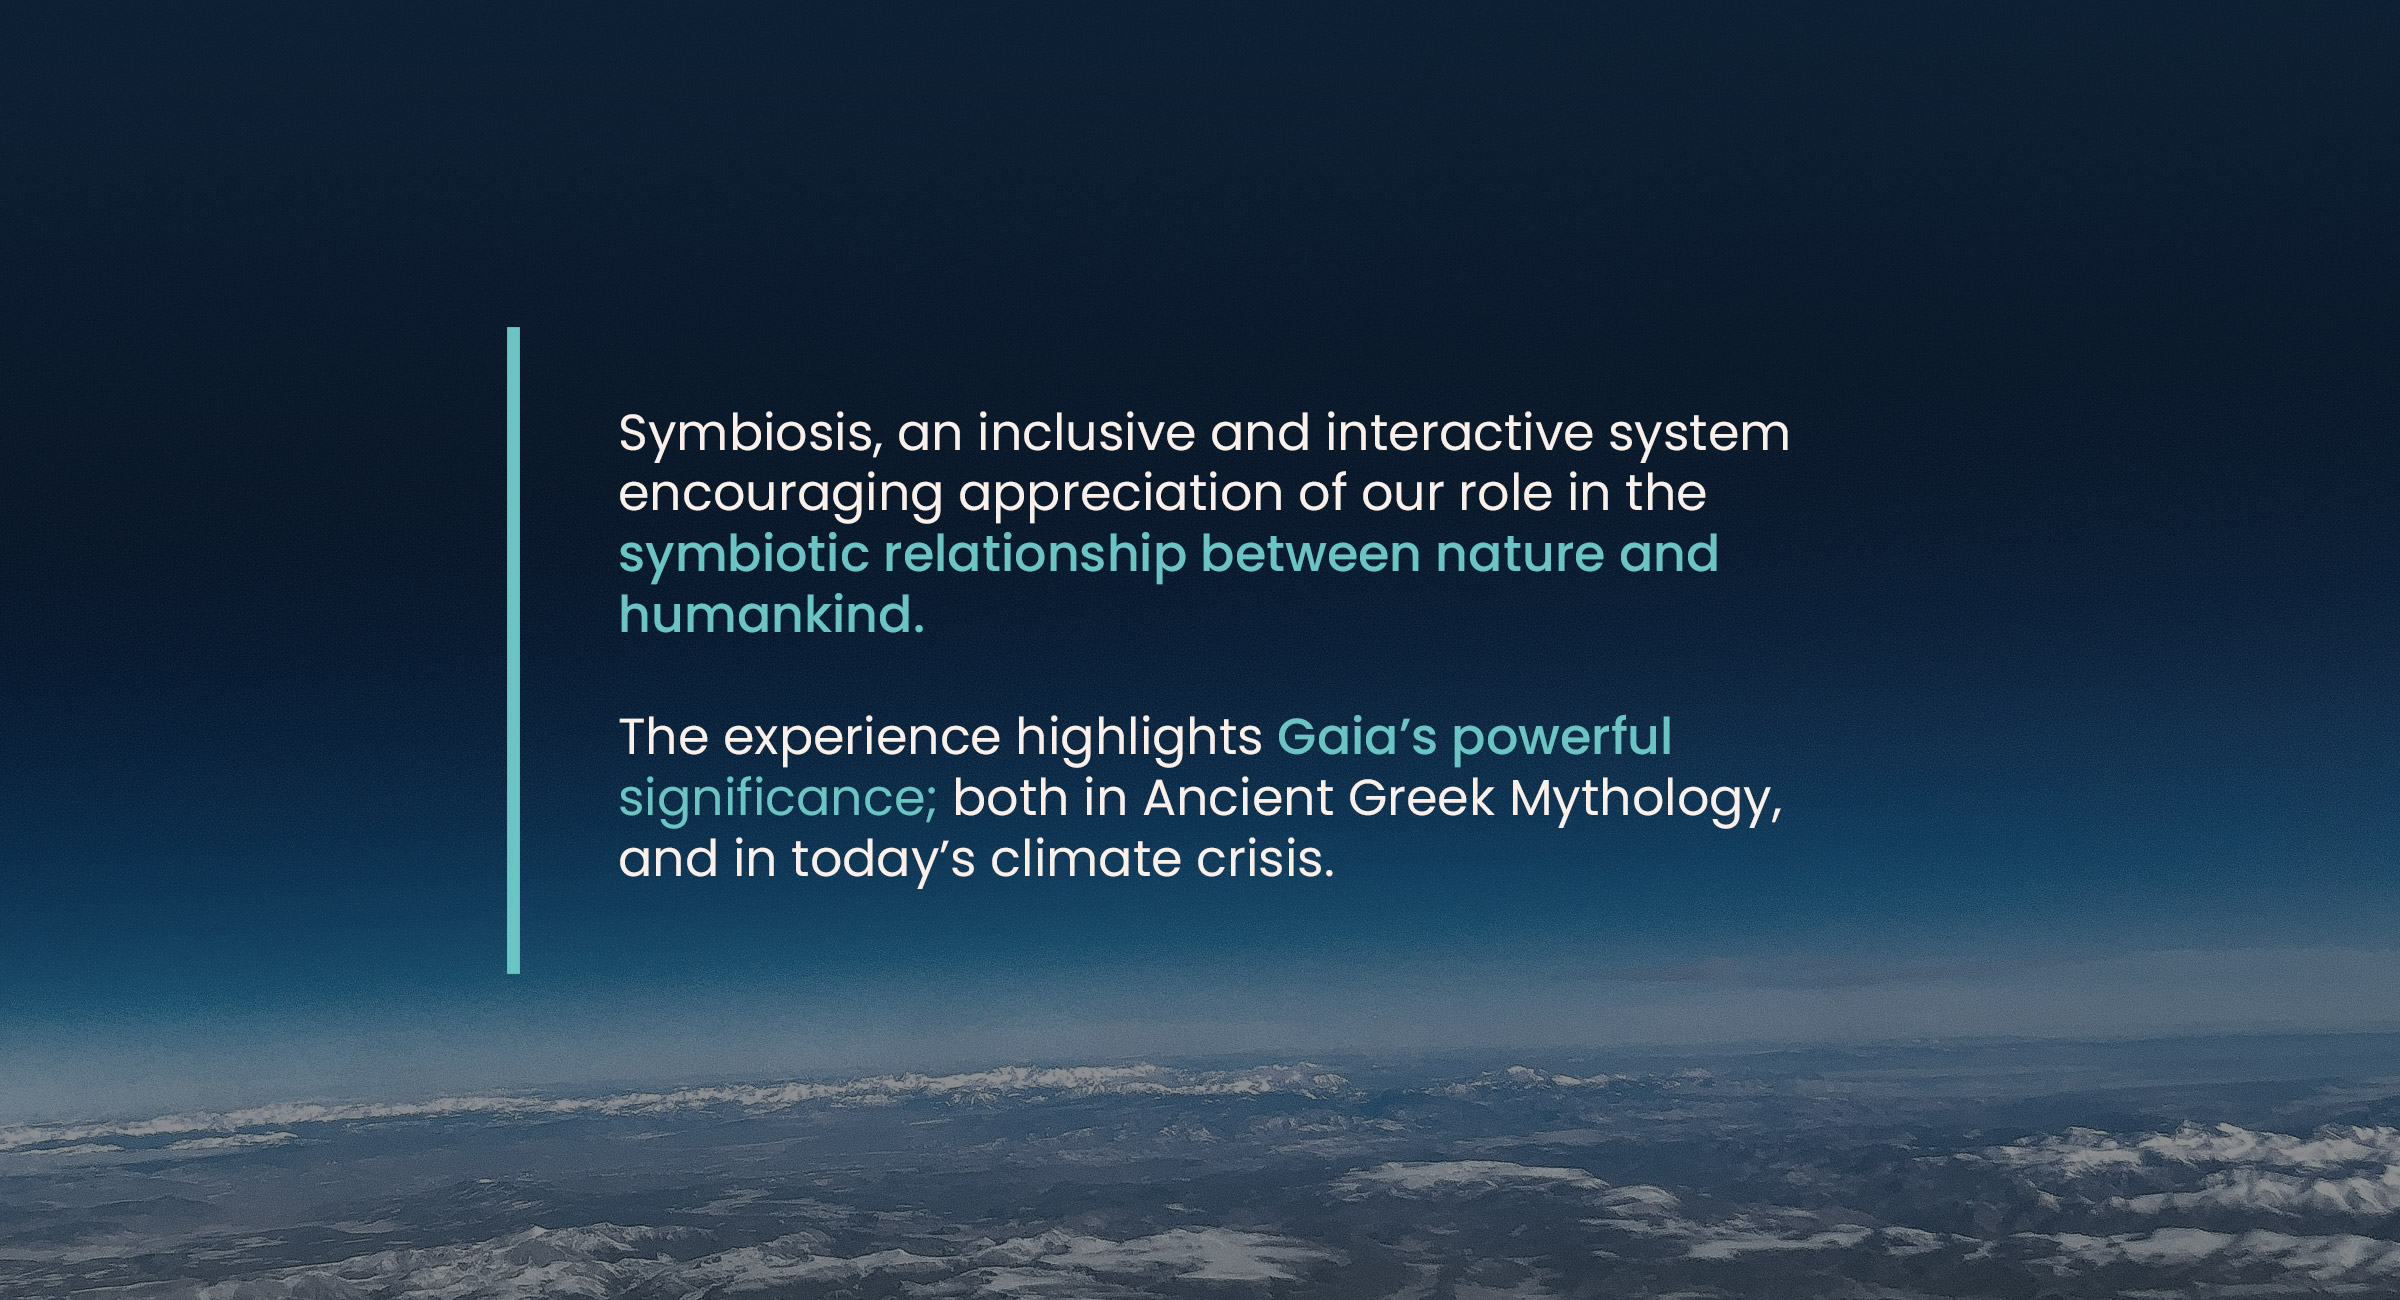 Symbiosis, an inclusive and interactive system
encouraging appreciation of our role in the
symbiotic relationship between nature and
humankind.
The experience highlights Gaia’s powerful
significance; both in Ancient Greek Mythology,
and in today’s climate crisis.